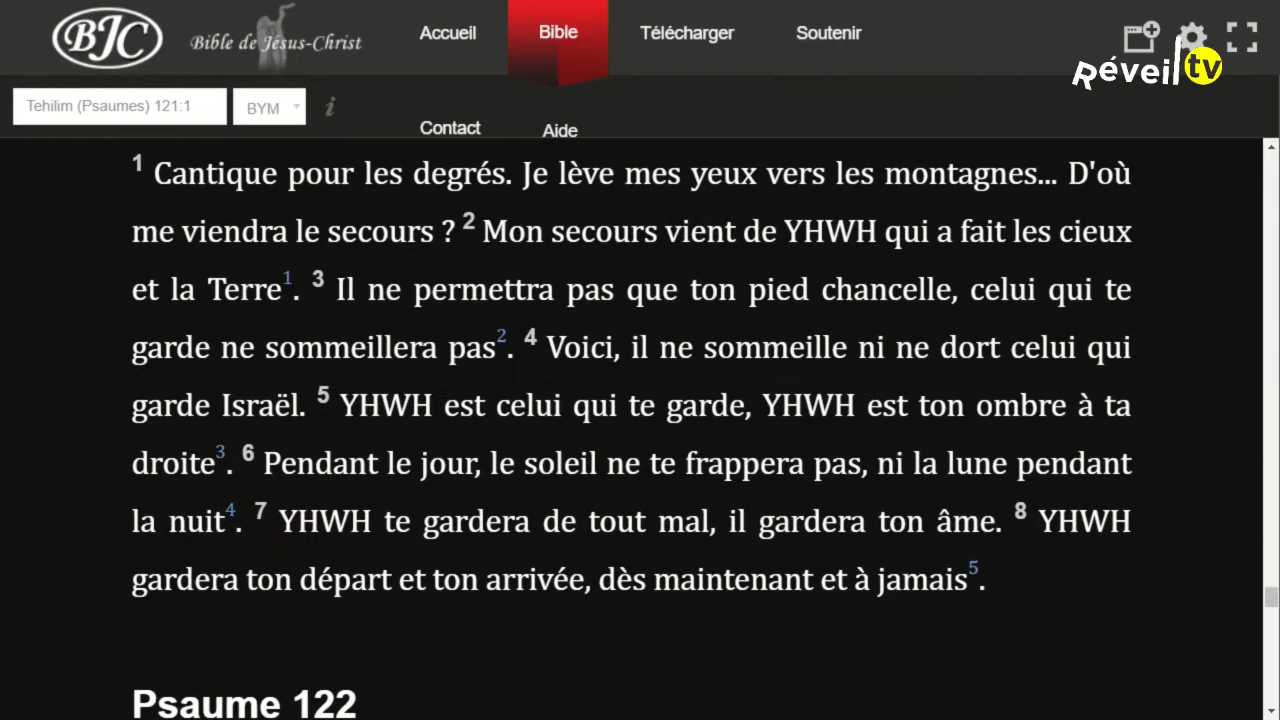 BJC Bible de Jésus-Christ Accueil Bible Télécharger Soutenir
Réveil tv
Tehilim (Psaumes) 121:1 BYM i
Contact Aide
1 Cantique pour les degrés. Je lève mes yeux vers les montagnes... D'où
me viendra le secours ? 2 Mon secours vient de YHWH qui a fait les cieux
et la Terre1. 3 Il ne permettra pas que ton pied chancelle, celui qui te
garde ne sommeillera pas2. 4 Voici, il ne sommeille ni ne dort celui qui
garde Israël. 5 YHWH est celui qui te garde, YHWH est ton ombre à ta
droite3. 6 Pendant le jour, le soleil ne te frappera pas, ni la lune pendant
la nuit4. 7 YHWH te gardera de tout mal, il gardera ton âme. 8 YHWH
gardera ton départ et ton arrivée, dès maintenant et à jamais5.
Psaume 122